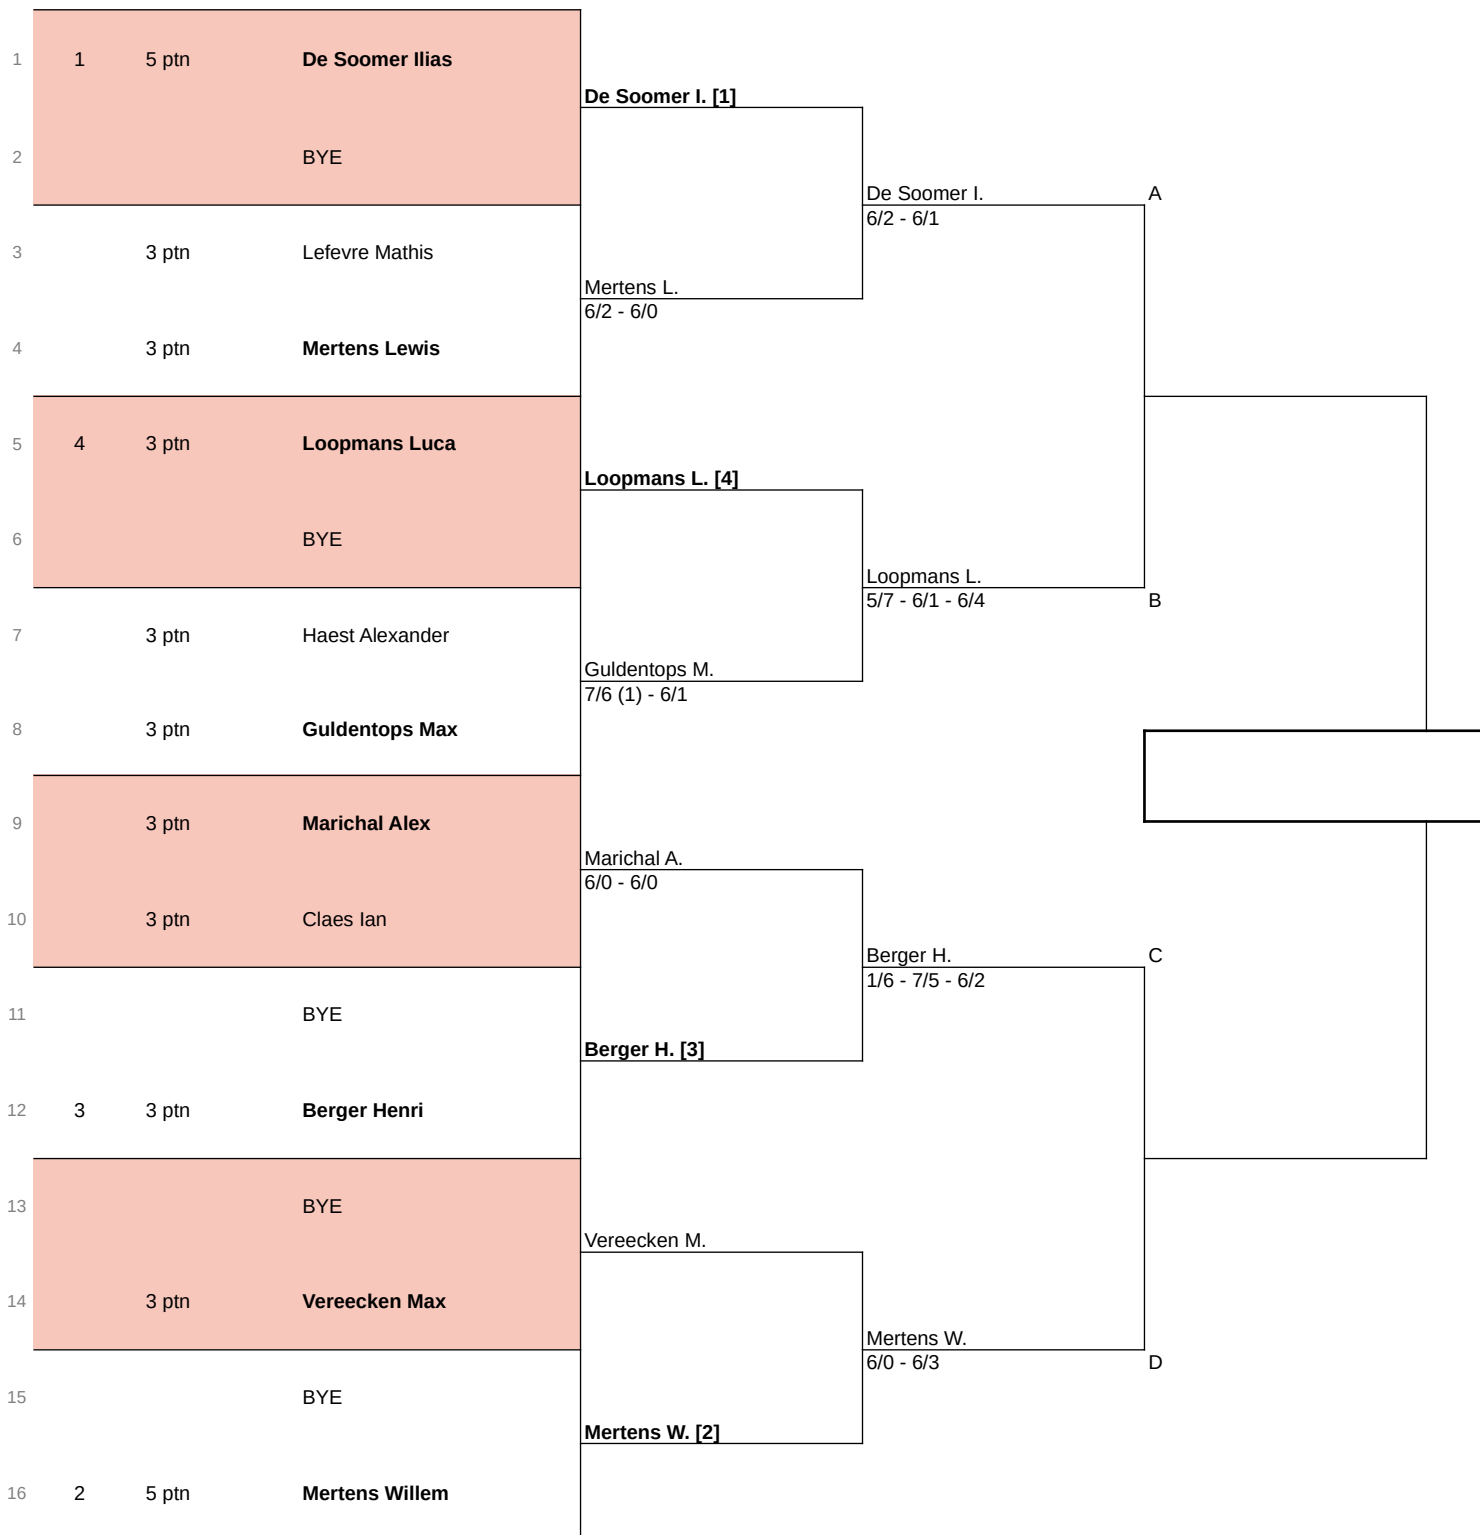 1 1 5 ptn De Soomer Ilias
De Soomer I. [1]
2 BYE
De Soomer I. A
6/2 - 6/1
3 3 ptn Lefevre Mathis
Mertens L.
6/2 - 6/0
4 3 ptn Mertens Lewis
5 4 3 ptn Loopmans Luca
Loopmans L. [4]
6 BYE
Loopmans L.
5/7 - 6/1 - 6/4 B
7 3 ptn Haest Alexander
Guldentops M.
7/6 (1) - 6/1
8 3 ptn Guldentops Max
9 3 ptn Marichal Alex
Marichal A.
6/0 - 6/0
10 3 ptn Claes Ian
Berger H. C
1/6 - 7/5 - 6/2
11 BYE
Berger H. [3]
12 3 3 ptn Berger Henri
13 BYE
Vereecken M.
14 3 ptn Vereecken Max
Mertens W.
6/0 - 6/3 D
15 BYE
Mertens W. [2]
16 2 5 ptn Mertens Willem